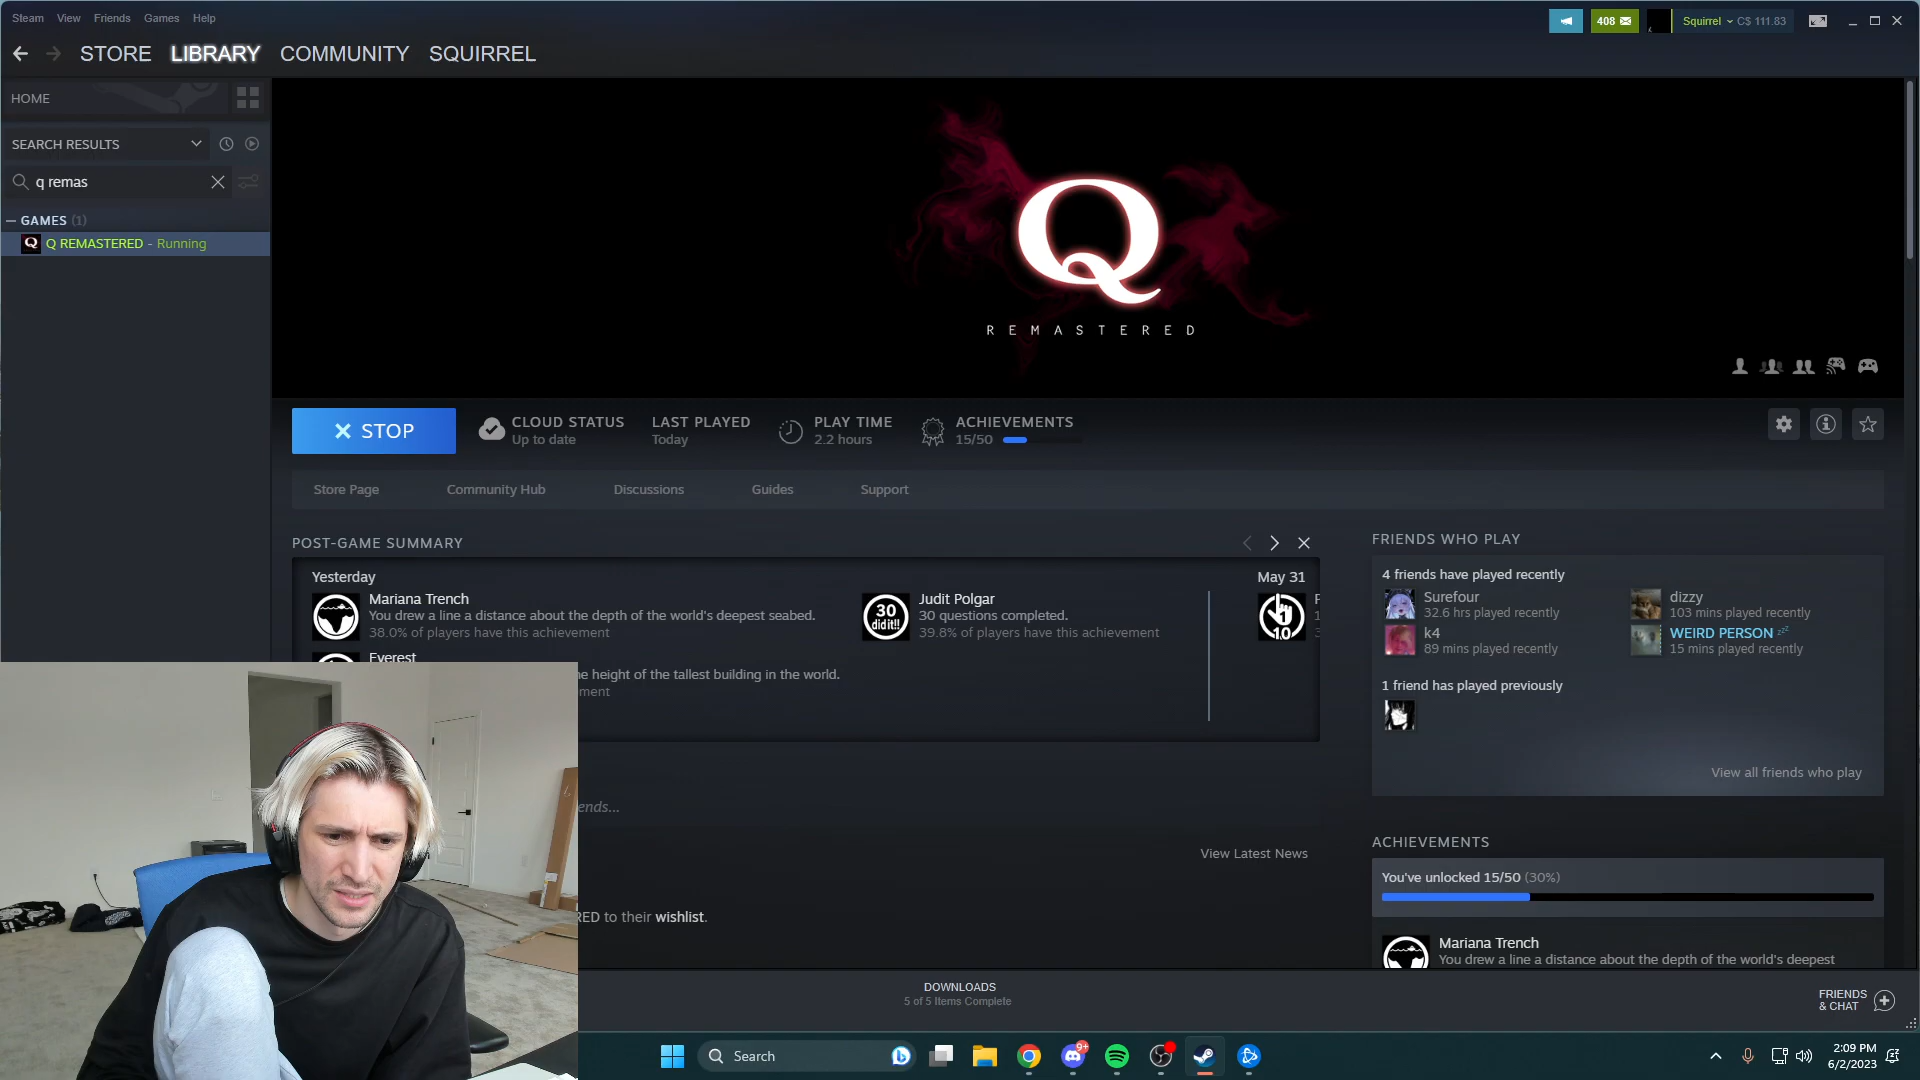 Steam View Friends Games Help
408
Squirrel C$ 111.83
STORE LIBRARY COMMUNITY SQUIRREL
HOME
SEARCH RESULTS
q remas
GAMES (1)
Q REMASTERED - Running
Q
REMASTERED
STOP
CLOUD STATUS
Up to date
LAST PLAYED
Today
PLAY TIME
2.2 hours
ACHIEVEMENTS
15/50
Store Page Community Hub Discussions Guides Support
POST-GAME SUMMARY
Yesterday
Mariana Trench
You drew a line a distance about the depth of the world's deepest seabed.
38.0% of players have this achievement
30 did it!!
Judit Polgar
30 questions completed.
39.8% of players have this achievement
May 31
Everest
e height of the tallest building in the world.
ment
ends...
View Latest News
RED to their wishlist.
FRIENDS WHO PLAY
4 friends have played recently
Surefour
32.6 hrs played recently
dizzy
103 mins played recently
k4
89 mins played recently
WEIRD PERSON zzz
15 mins played recently
1 friend has played previously
View all friends who play
ACHIEVEMENTS
You've unlocked 15/50 (30%)
Mariana Trench
You drew a line a distance about the depth of the world's deepest
DOWNLOADS
5 of 5 Items Complete
FRIENDS
& CHAT
Search
9+
2:09 PM
6/2/2023